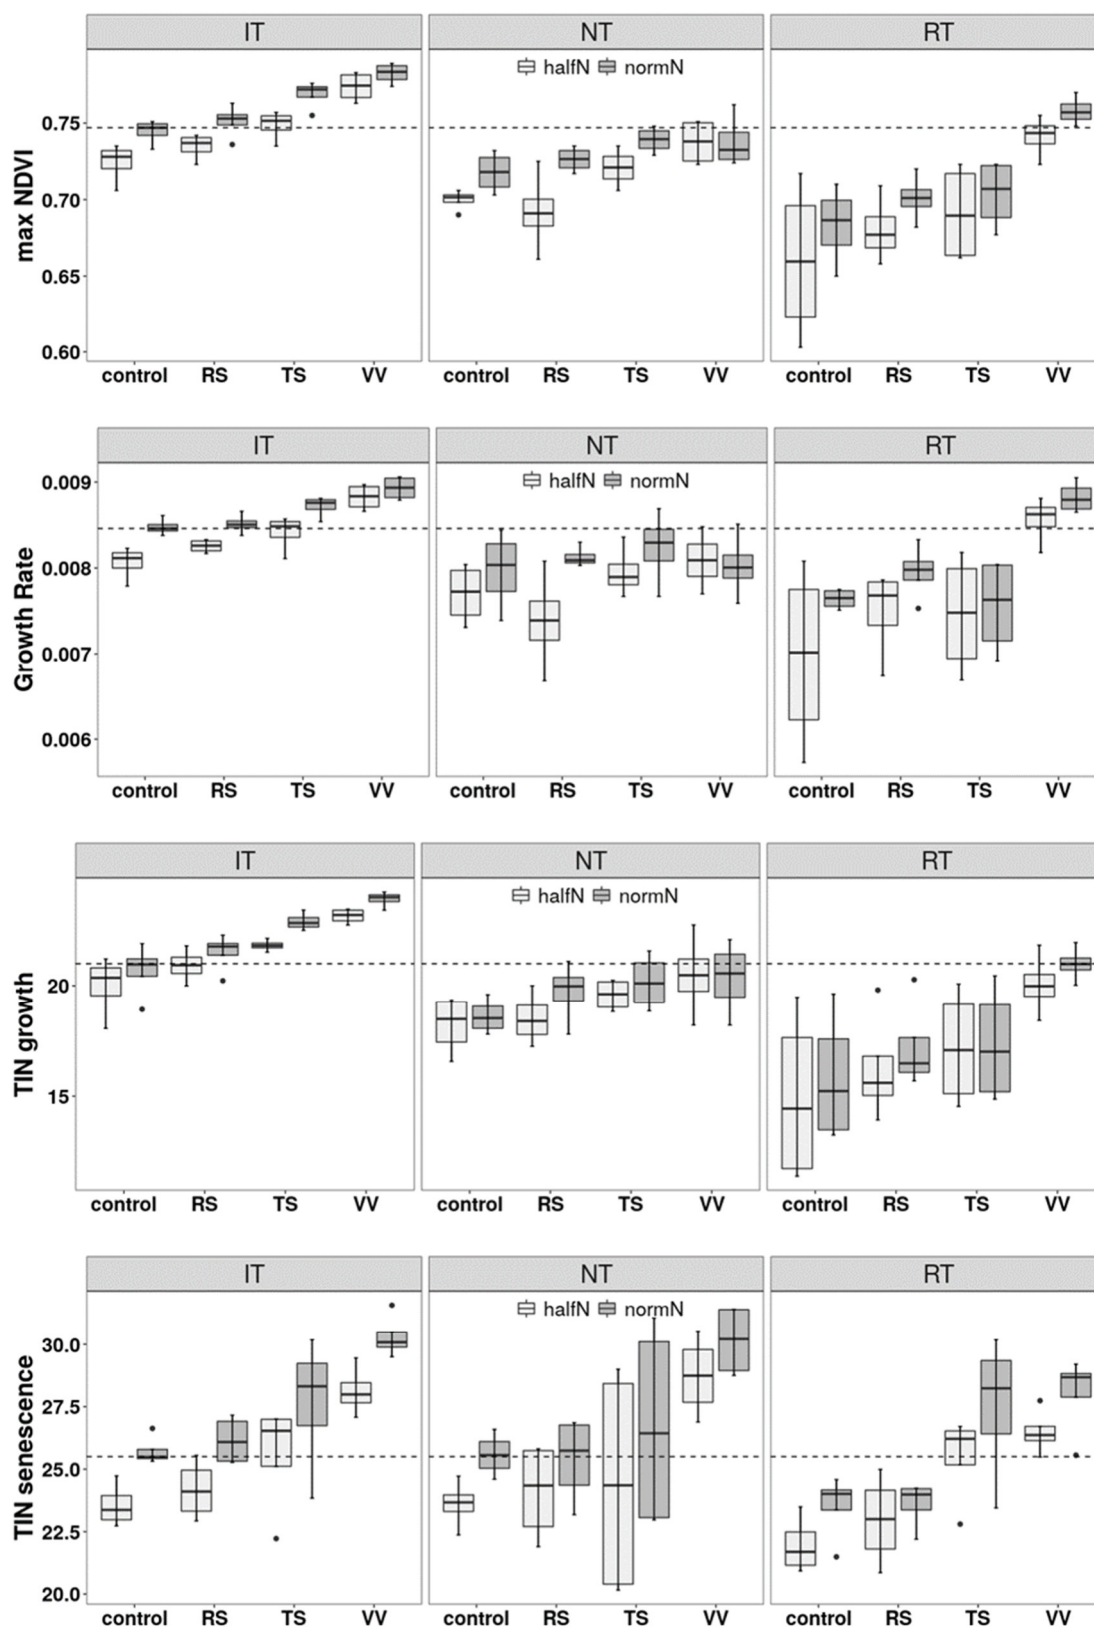 IT NT RT
halfN normN
max NDVI
0.75
0.70
0.65
0.60
control RS TS VV control RS TS VV control RS TS VV
IT NT RT
halfN normN
Growth Rate
0.009
0.008
0.007
0.006
control RS TS VV control RS TS VV control RS TS VV
IT NT RT
halfN normN
TIN growth
20
15
control RS TS VV control RS TS VV control RS TS VV
IT NT RT
halfN normN
TIN senescence
30.0
27.5
25.0
22.5
20.0
control RS TS VV control RS TS VV control RS TS VV